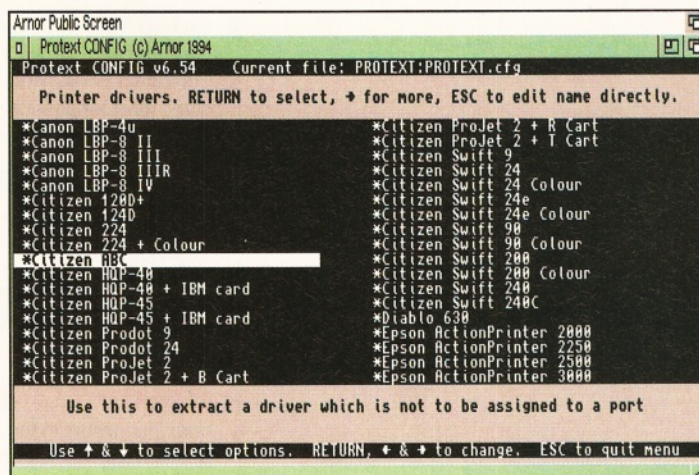 Arnor Public Screen
Protext CONFIG (c) Arnor 1994
Protext CONFIG v6.54 Current file: PROTEXT:PROTEXT.cfg
Printer drivers. RETURN to select, → for more, ESC to edit name directly.
*Canon LBP-4u
*Canon LBP-8 II
*Canon LBP-8 III
*Canon LBP-8 IIIR
*Canon LBP-8 IV
*Citizen 120D+
*Citizen 124D
*Citizen 224
*Citizen 224 + Colour
*Citizen ABC
*Citizen HQP-40
*Citizen HQP-40 + IBM card
*Citizen HQP-45
*Citizen HQP-45 + IBM card
*Citizen Prodot 9
*Citizen Prodot 24
*Citizen ProJet 2
*Citizen ProJet 2 + B Cart
*Citizen ProJet 2 + R Cart
*Citizen ProJet 2 + T Cart
*Citizen Swift 9
*Citizen Swift 24
*Citizen Swift 24 Colour
*Citizen Swift 24e
*Citizen Swift 24e Colour
*Citizen Swift 90
*Citizen Swift 90 Colour
*Citizen Swift 200
*Citizen Swift 200 Colour
*Citizen Swift 240
*Citizen Swift 240C
*Diablo 630
*Epson ActionPrinter 2000
*Epson ActionPrinter 2250
*Epson ActionPrinter 2500
*Epson ActionPrinter 3000
Use this to extract a driver which is not to be assigned to a port
Use ↑ & ↓ to select options. RETURN, ← & → to change. ESC to quit menu